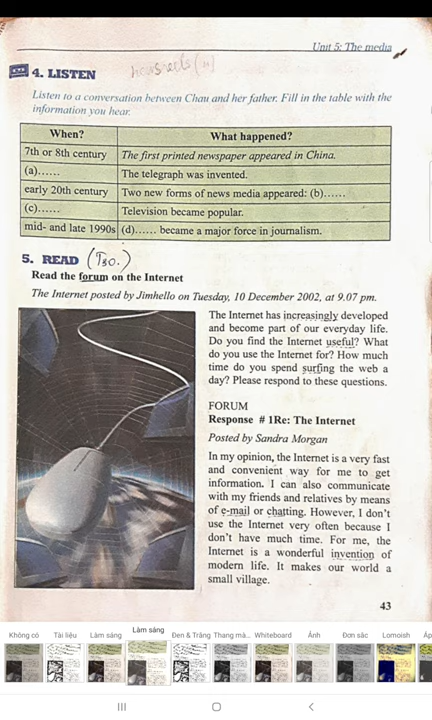 Unit 5: The media
4. LISTEN
Listen to a conversation between Chau and her father. Fill in the table with the
information you hear.
When? What happened?
7th or 8th century The first printed newspaper appeared in China.
(a)...... The telegraph was invented.
early 20th century Two new forms of news media appeared: (b)......
(c)...... Television became popular.
mid- and late 1990s (d)...... became a major force in journalism.
5. READ
Read the forum on the Internet
The Internet posted by Jimhello on Tuesday, 10 December 2002, at 9.07 pm.
The Internet has increasingly developed
and become part of our everyday life.
Do you find the Internet useful? What
do you use the Internet for? How much
time do you spend surfing the web a
day? Please respond to these questions.
FORUM
Response # 1Re: The Internet
Posted by Sandra Morgan
In my opinion, the Internet is a very fast
and convenient way for me to get
information. I can also communicate
with my friends and relatives by means
of e-mail or chatting. However, I don't
use the Internet very often because I
don't have much time. For me, the
Internet is a wonderful invention of
modern life. It makes our world a
small village.
43
Không có Tài liệu Làm sáng Làm sáng Đen & Trắng Thang mà... Whiteboard Ảnh Đơn sắc Lomoish Áp